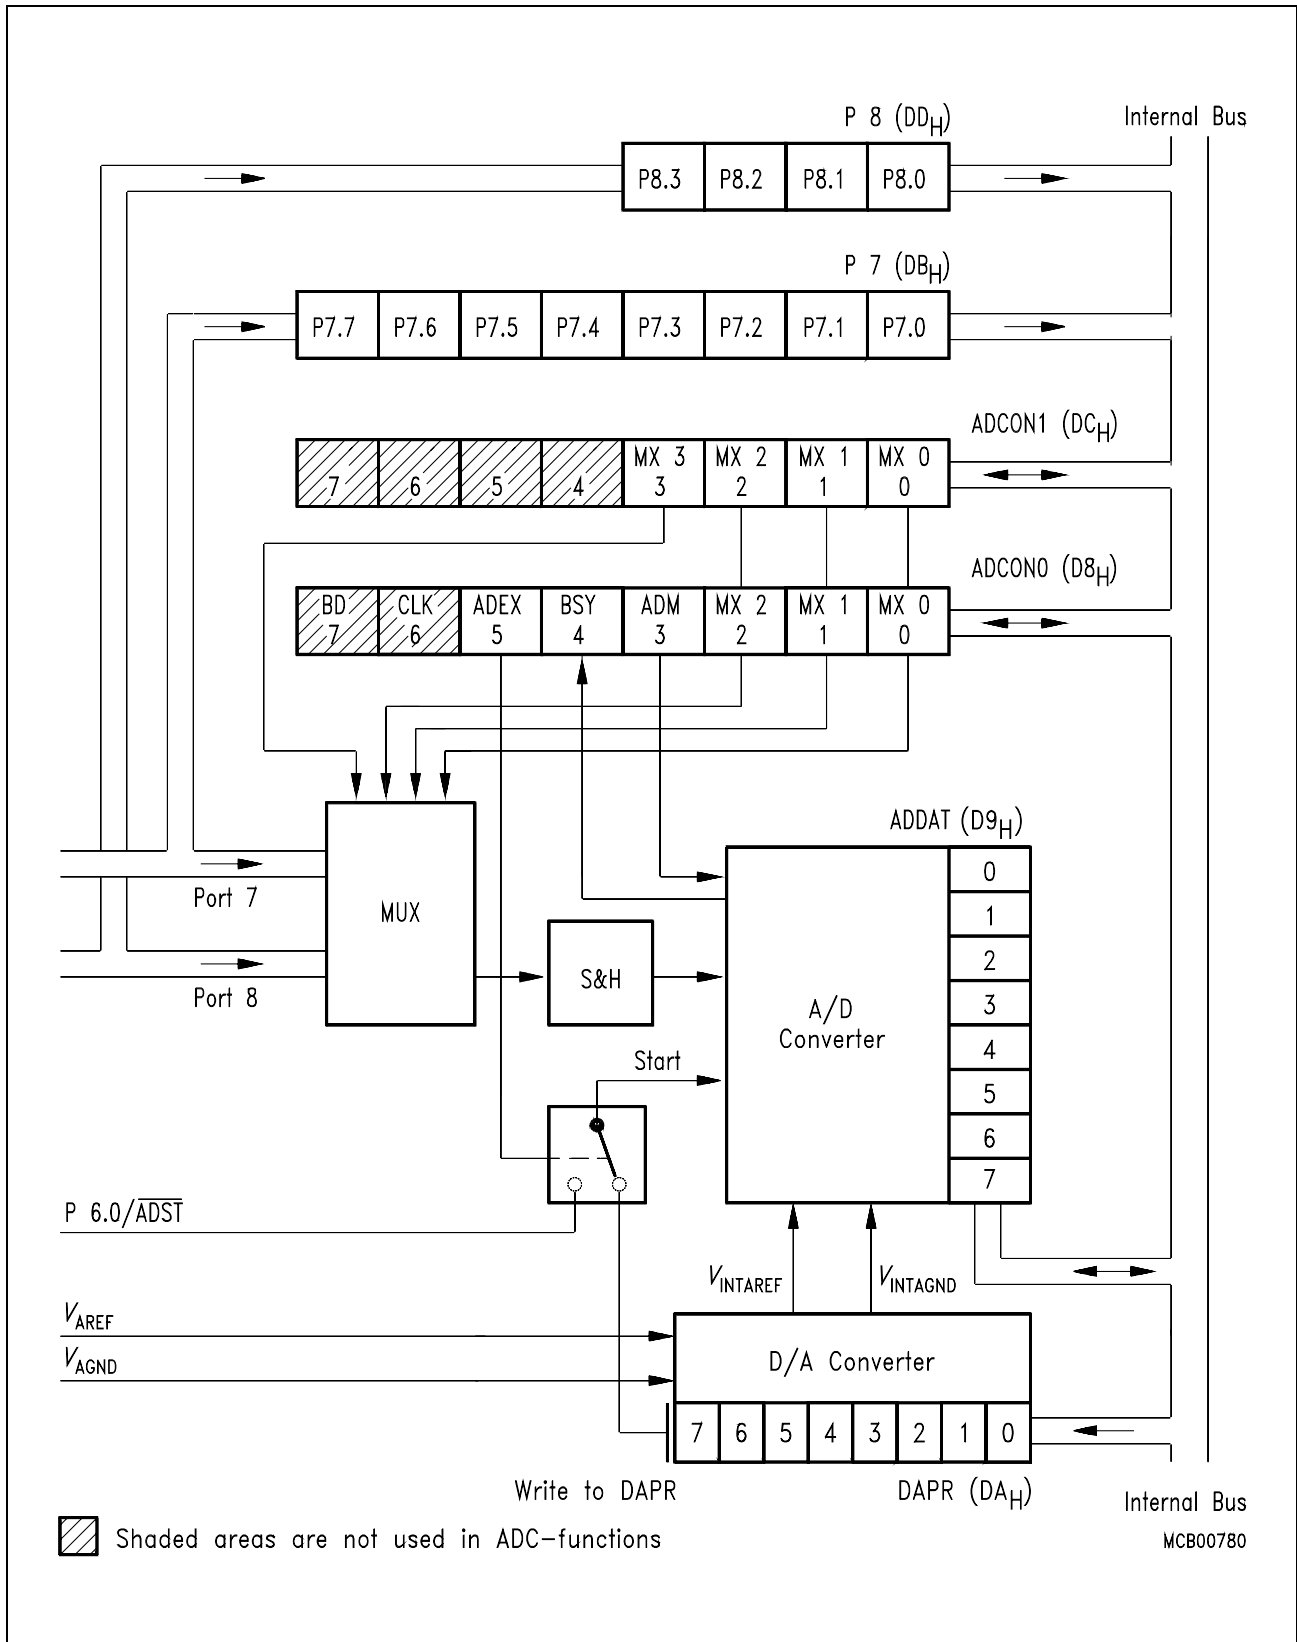 P 8 (DDH)
Internal Bus
P8.3 P8.2 P8.1 P8.0
P 7 (DBH)
P7.7 P7.6 P7.5 P7.4 P7.3 P7.2 P7.1 P7.0
ADCON1 (DCH)
MX 3 MX 2 MX 1 MX 0
7 6 5 4 3 2 1 0
ADCON0 (D8H)
BD CLK ADEX BSY ADM MX 2 MX 1 MX 0
7 6 5 4 3 2 1 0
ADDAT (D9H)
0
1
2
3
4
5
6
7
Port 7
MUX
Port 8
S&H
A/D
Converter
Start
P 6.0/ADST
VINTAREF VINTAGND
VAREF
VAGND
D/A Converter
7 6 5 4 3 2 1 0
Write to DAPR
DAPR (DAH)
Internal Bus
Shaded areas are not used in ADC-functions
MCB00780